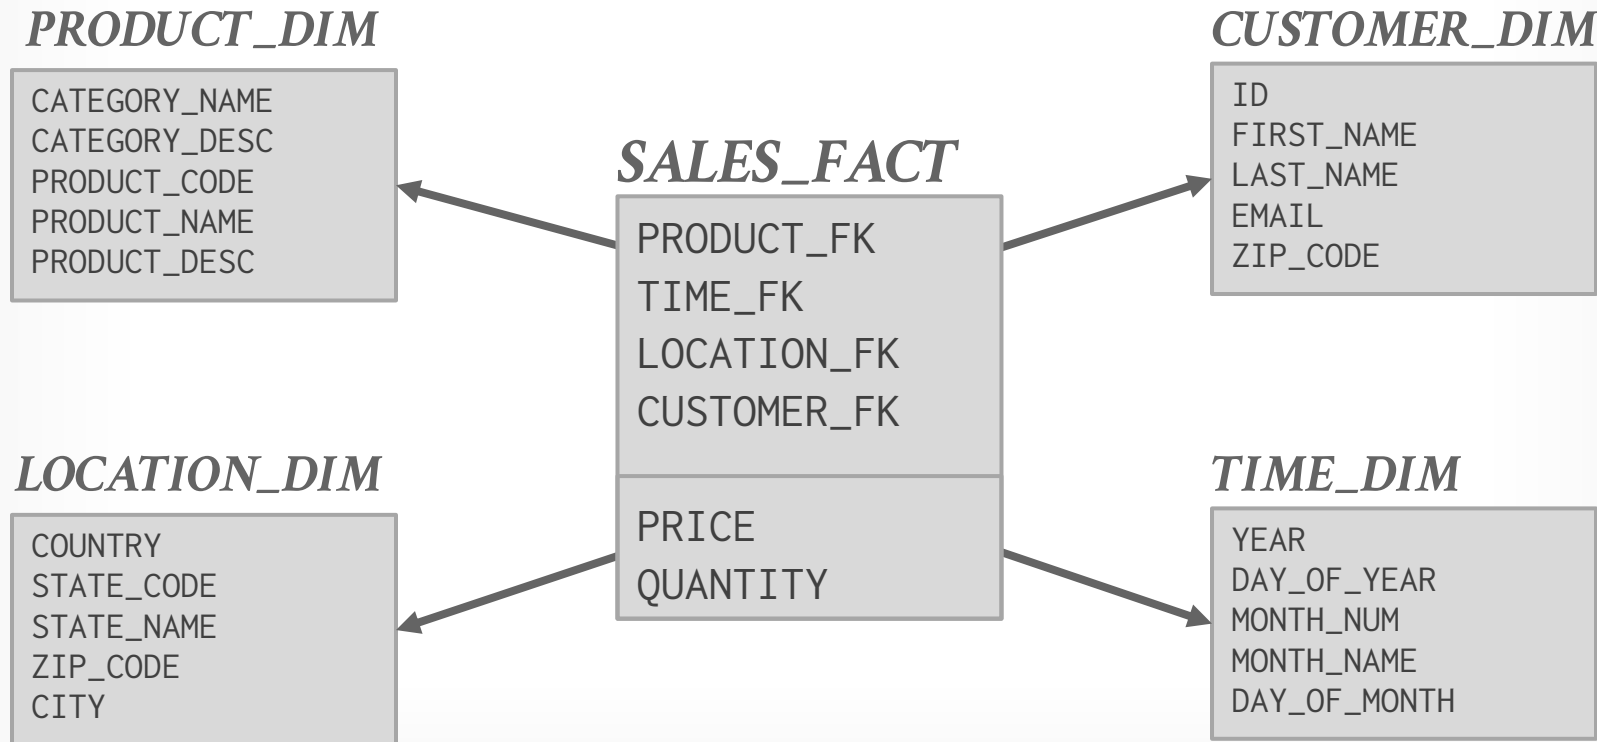 PRODUCT_DIM
CATEGORY_NAME
CATEGORY_DESC
PRODUCT_CODE
PRODUCT_NAME
PRODUCT_DESC
CUSTOMER_DIM
ID
FIRST_NAME
LAST_NAME
EMAIL
ZIP_CODE
SALES_FACT
PRODUCT_FK
TIME_FK
LOCATION_FK
CUSTOMER_FK
PRICE
QUANTITY
LOCATION_DIM
COUNTRY
STATE_CODE
STATE_NAME
ZIP_CODE
CITY
TIME_DIM
YEAR
DAY_OF_YEAR
MONTH_NUM
MONTH_NAME
DAY_OF_MONTH